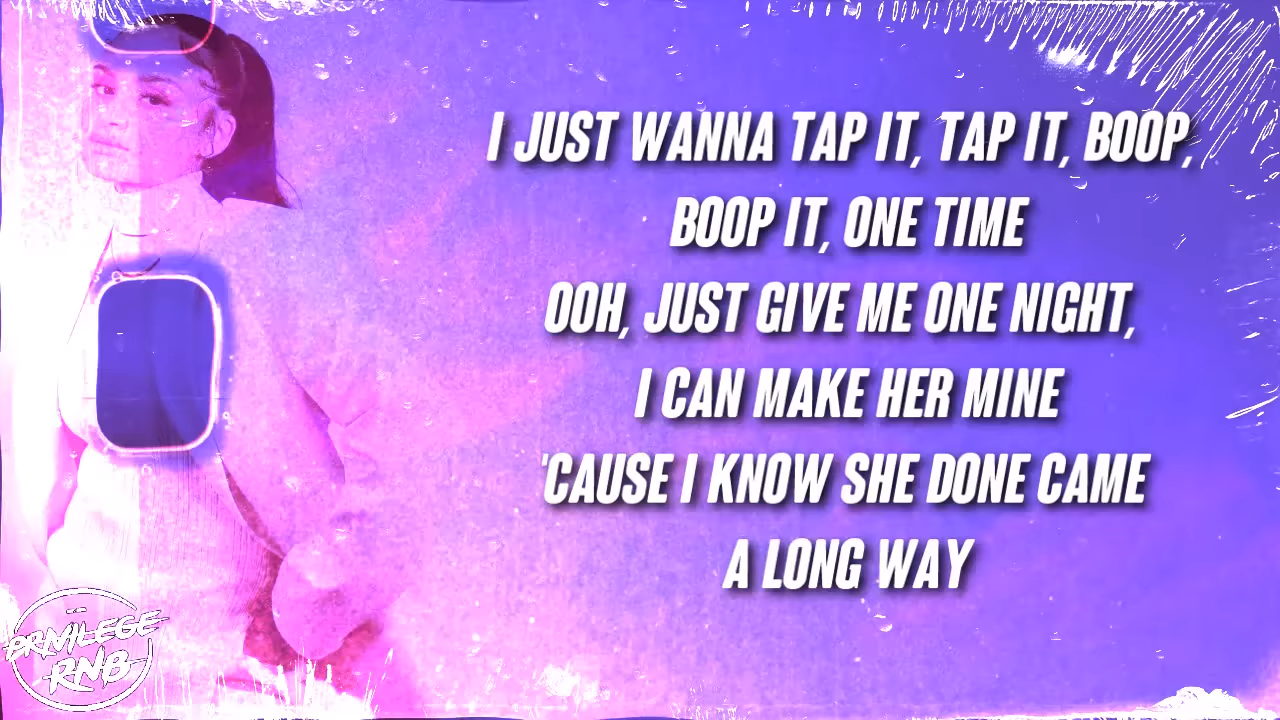 I JUST WANNA TAP IT, TAP IT, BOOP,
BOOP IT, ONE TIME
OOH, JUST GIVE ME ONE NIGHT,
I CAN MAKE HER MINE
'CAUSE I KNOW SHE DONE CAME
A LONG WAY
PRIVILEGE
RNB